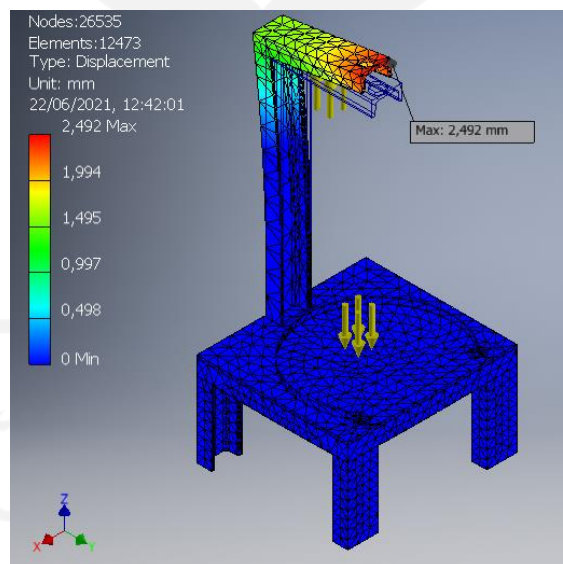 Nodes:26535
Elements:12473
Type: Displacement
Unit: mm
22/06/2021, 12:42:01
2,492 Max
1,994
1,495
0,997
0,498
0 Min
Max: 2,492 mm
Z
X
Y